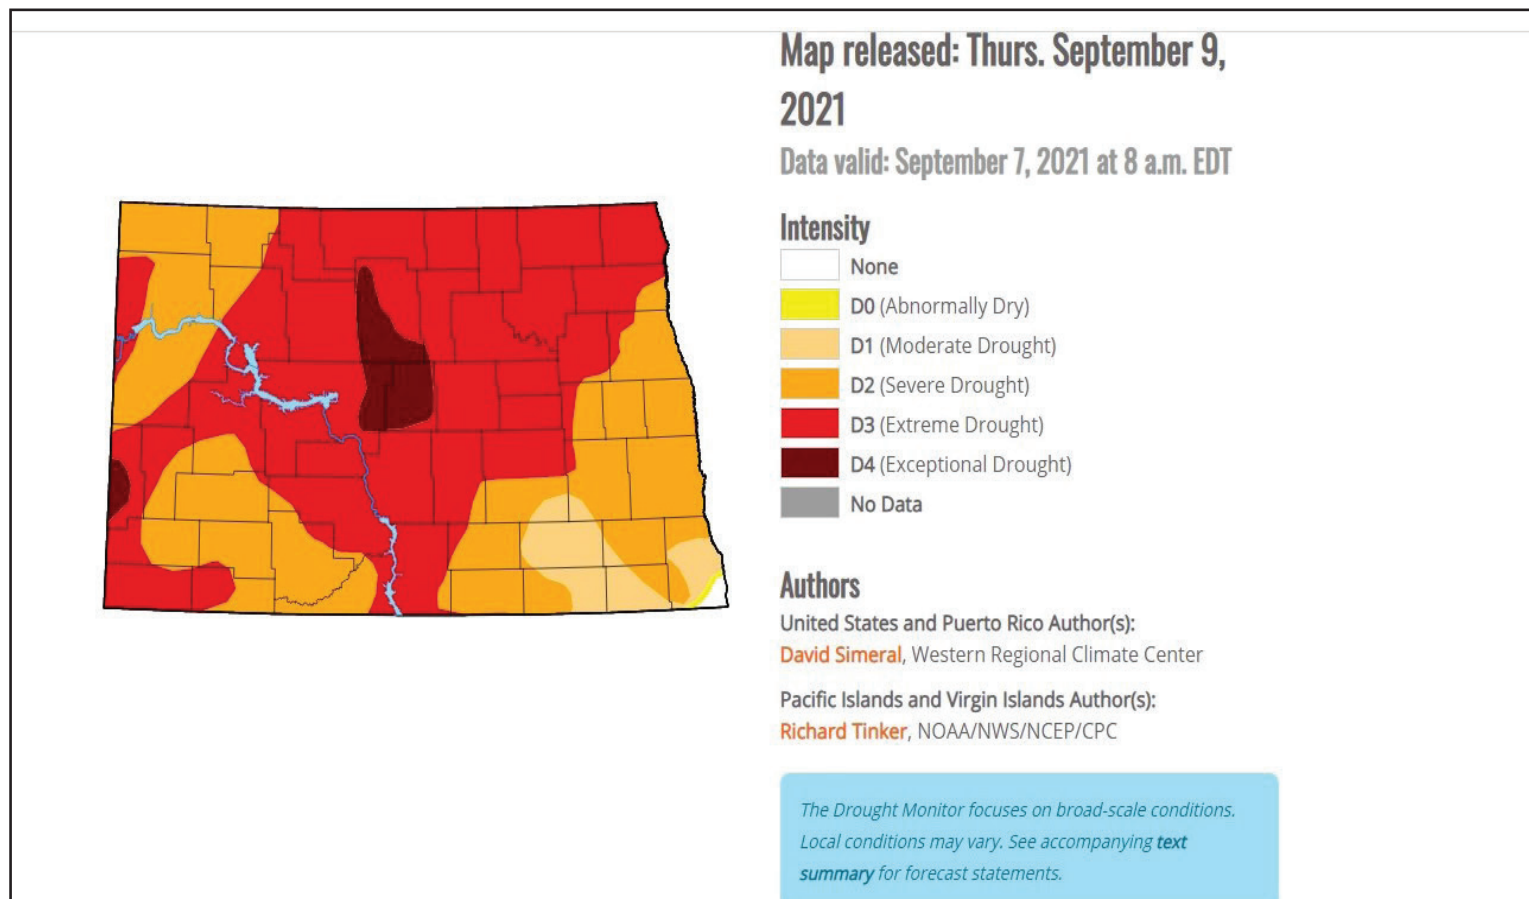 Map released: Thurs. September 9,
2021
Data valid: September 7, 2021 at 8 a.m. EDT
Intensity
None
D0 (Abnormally Dry)
D1 (Moderate Drought)
D2 (Severe Drought)
D3 (Extreme Drought)
D4 (Exceptional Drought)
No Data
Authors
United States and Puerto Rico Author(s):
David Simeral, Western Regional Climate Center
Pacific Islands and Virgin Islands Author(s):
Richard Tinker, NOAA/NWS/NCEP/CPC
The Drought Monitor focuses on broad-scale conditions.
Local conditions may vary. See accompanying text
summary for forecast statements.